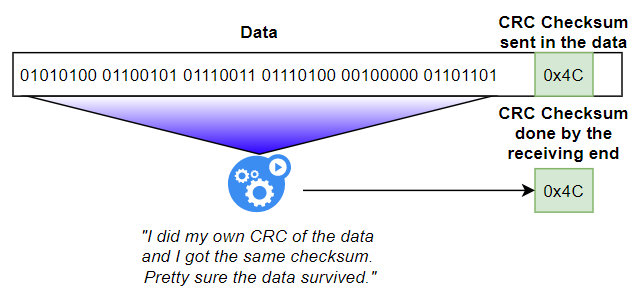 Data
CRC Checksum
sent in the data
01010100 01100101 01110011 01110100 00100000 01101101
0x4C
CRC Checksum
done by the
receiving end
0x4C
"I did my own CRC of the data
and I got the same checksum.
Pretty sure the data survived."